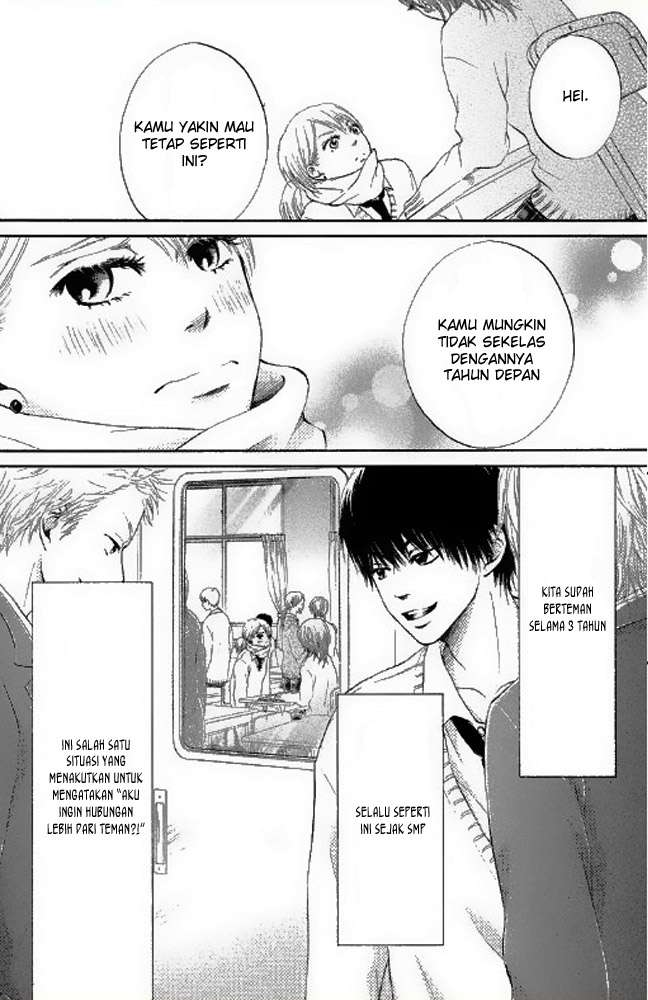 HEI.
KAMU YAKIN MAU
TETAP SEPERTI
INI?
KAMU MUNGKIN
TIDAK SEKELAS
DENGANNYA
TAHUN DEPAN
KITA SUDAH
BERTEMAN
SELAMA 3 TAHUN
SELALU SEPERTI
INI SEJAK SMP
INI SALAH SATU
SITUASI YANG
MENAKUTKAN UNTUK
MENGATAKAN "AKU
INGIN HUBUNGAN
LEBIH DARI TEMAN?!"